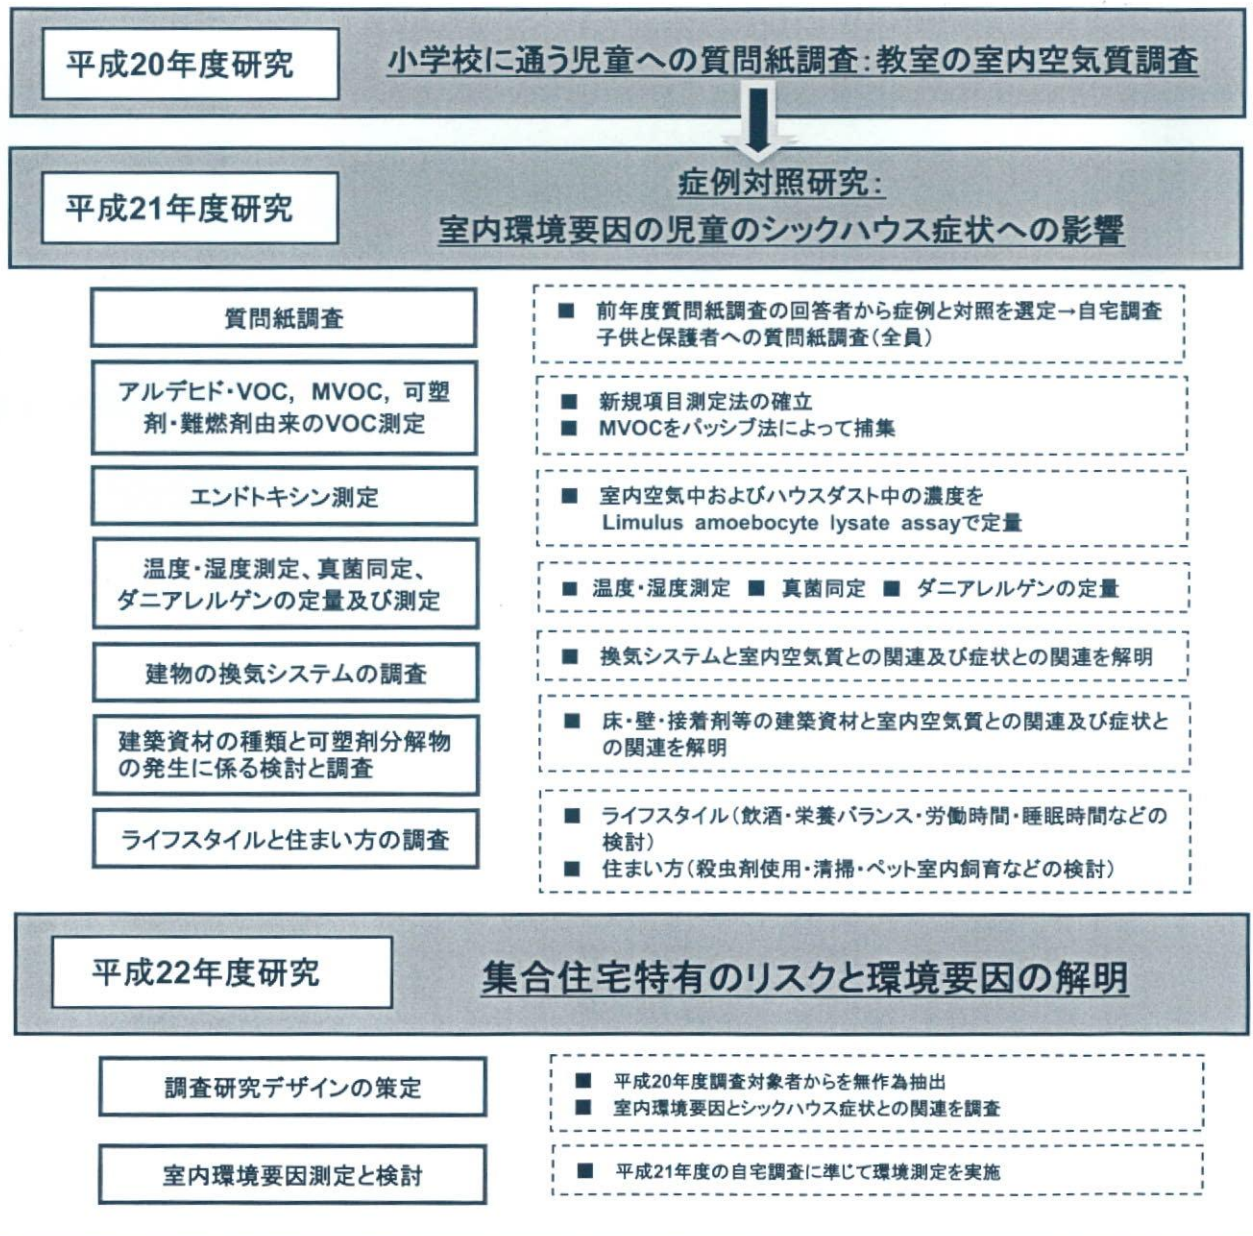 平成20年度研究
小学校に通う児童への質問紙調査:教室の室内空気質調査
平成21年度研究
症例対照研究:
室内環境要因の児童のシックハウス症状への影響
質問紙調査
■ 前年度質問紙調査の回答者から症例と対照を選定→自宅調査
子供と保護者への質問紙調査(全員)
アルデヒド・VOC, MVOC, 可塑
剤・難燃剤由来のVOC測定
■ 新規項目測定法の確立
■ MVOCをパッシブ法によって捕集
エンドトキシン測定
■ 室内空気中およびハウスダスト中の濃度を
Limulus amoebocyte lysate assayで定量
温度・湿度測定、真菌同定、
ダニアレルゲンの定量及び測定
■ 温度・湿度測定 ■ 真菌同定 ■ ダニアレルゲンの定量
建物の換気システムの調査
■ 換気システムと室内空気質との関連及び症状との関連を解明
建築資材の種類と可塑剤分解物
の発生に係る検討と調査
■ 床・壁・接着剤等の建築資材と室内空気質との関連及び症状と
の関連を解明
ライフスタイルと住まい方の調査
■ ライフスタイル(飲酒・栄養バランス・労働時間・睡眠時間などの
検討)
■ 住まい方(殺虫剤使用・清掃・ペット室内飼育などの検討)
平成22年度研究
集合住宅特有のリスクと環境要因の解明
調査研究デザインの策定
■ 平成20年度調査対象者からを無作為抽出
■ 室内環境要因とシックハウス症状との関連を調査
室内環境要因測定と検討
■ 平成21年度の自宅調査に準じて環境測定を実施